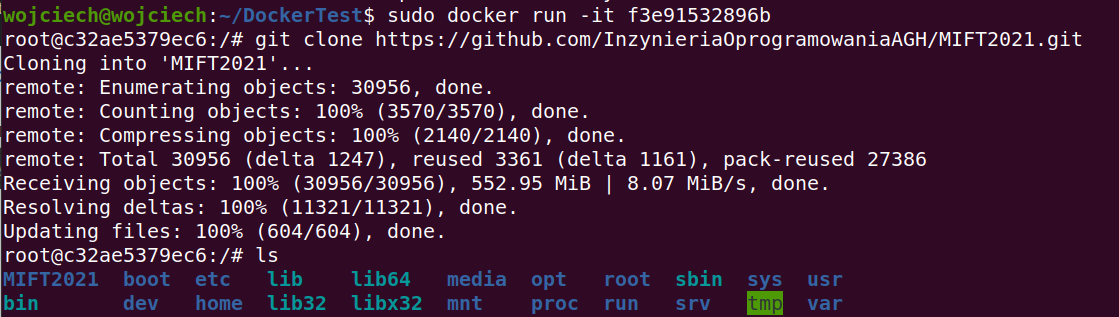 wojciech@wojciech:~/DockerTest$ sudo docker run -it f3e91532896b
root@c32ae5379ec6:/# git clone https://github.com/InzynieriaOprogramowaniaAGH/MIFT2021.git
Cloning into 'MIFT2021'...
remote: Enumerating objects: 30956, done.
remote: Counting objects: 100% (3570/3570), done.
remote: Compressing objects: 100% (2140/2140), done.
remote: Total 30956 (delta 1247), reused 3361 (delta 1161), pack-reused 27386
Receiving objects: 100% (30956/30956), 552.95 MiB | 8.07 MiB/s, done.
Resolving deltas: 100% (11321/11321), done.
Updating files: 100% (604/604), done.
root@c32ae5379ec6:/# ls
MIFT2021  boot  etc   lib    lib64   media  opt   root  sbin  sys  usr
bin       dev   home  lib32  libx32  mnt    proc  run   srv   tmp  var